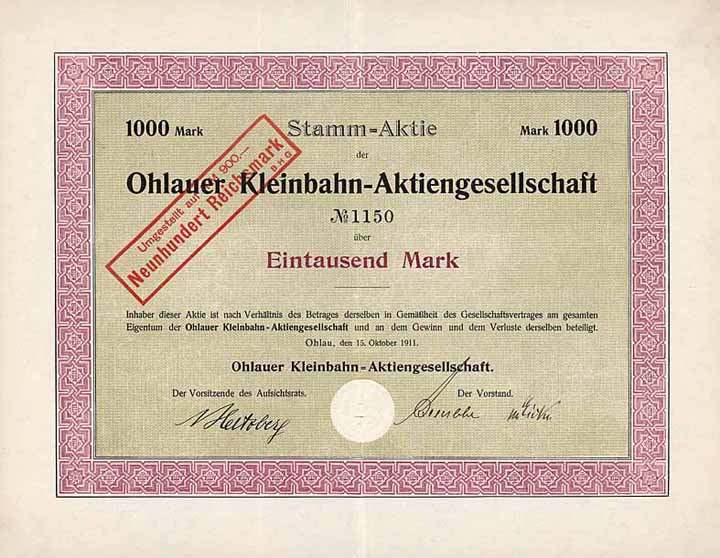 1000 Mark Stamm=Aktie Mark 1000
der
Ohlauer Kleinbahn=Aktiengesellschaft
№ 1150
über
Eintausend Mark
Umgestellt auf 900.—
Neunhundert Reichsmark
B.H.G
Inhaber dieser Aktie ist nach Verhältnis des Betrages derselben in Gemäßheit des Gesellschaftsvertrages am gesamten
Eigentum der Ohlauer Kleinbahn=Aktiengesellschaft und an dem Gewinn und dem Verluste derselben beteiligt.
Ohlau, den 15. Oktober 1911.
Ohlauer Kleinbahn=Aktiengesellschaft.
Der Vorsitzende des Aufsichtsrats. Der Vorstand.